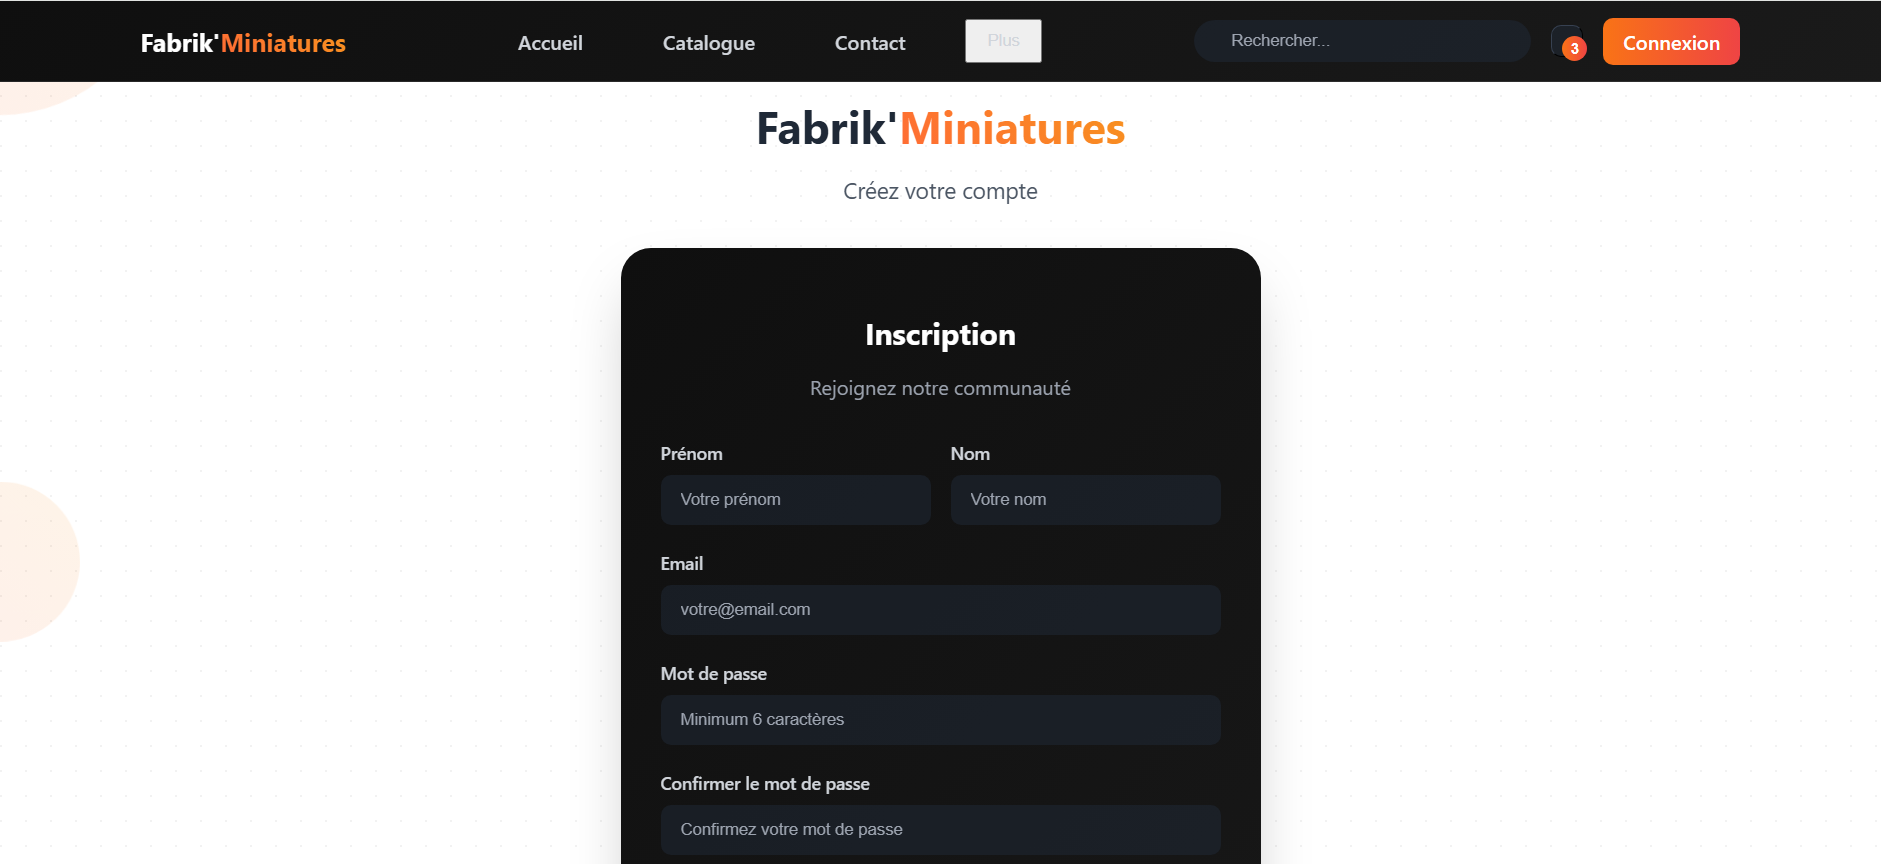 Fabrik'Miniatures
Accueil
Catalogue
Contact
Plus
Rechercher...
3
Connexion
Fabrik'Miniatures
Créez votre compte
Inscription
Rejoignez notre communauté
Prénom
Nom
Votre prénom
Votre nom
Email
votre@email.com
Mot de passe
Minimum 6 caractères
Confirmer le mot de passe
Confirmez votre mot de passe